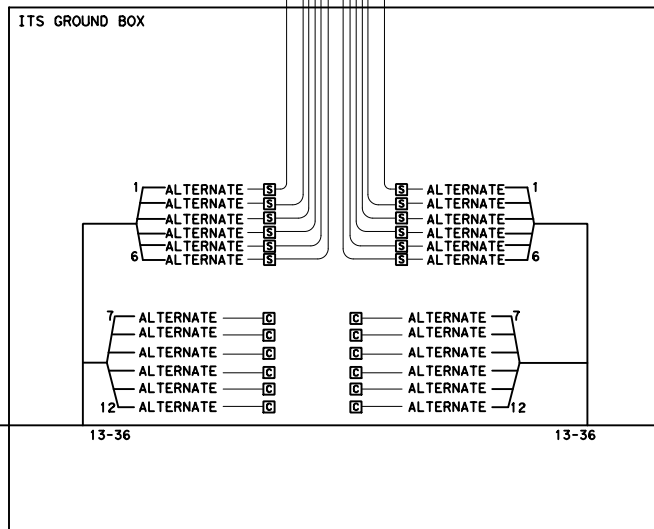 ITS GROUND BOX
1 ALTERNATE S S ALTERNATE 1
ALTERNATE S S ALTERNATE
ALTERNATE S S ALTERNATE
ALTERNATE S S ALTERNATE
ALTERNATE S S ALTERNATE
6 ALTERNATE S S ALTERNATE 6
7 ALTERNATE C C ALTERNATE 7
ALTERNATE C C ALTERNATE
ALTERNATE C C ALTERNATE
ALTERNATE C C ALTERNATE
ALTERNATE C C ALTERNATE
12 ALTERNATE C C ALTERNATE 12
13-36 13-36